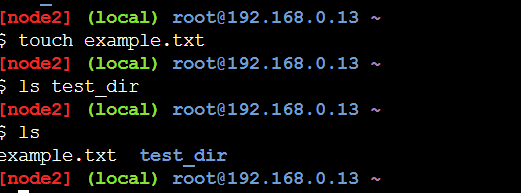 [node2] (local) root@192.168.0.13 ~
$ touch example.txt
[node2] (local) root@192.168.0.13 ~
$ ls test_dir
[node2] (local) root@192.168.0.13 ~
$ ls
example.txt  test_dir
[node2] (local) root@192.168.0.13 ~